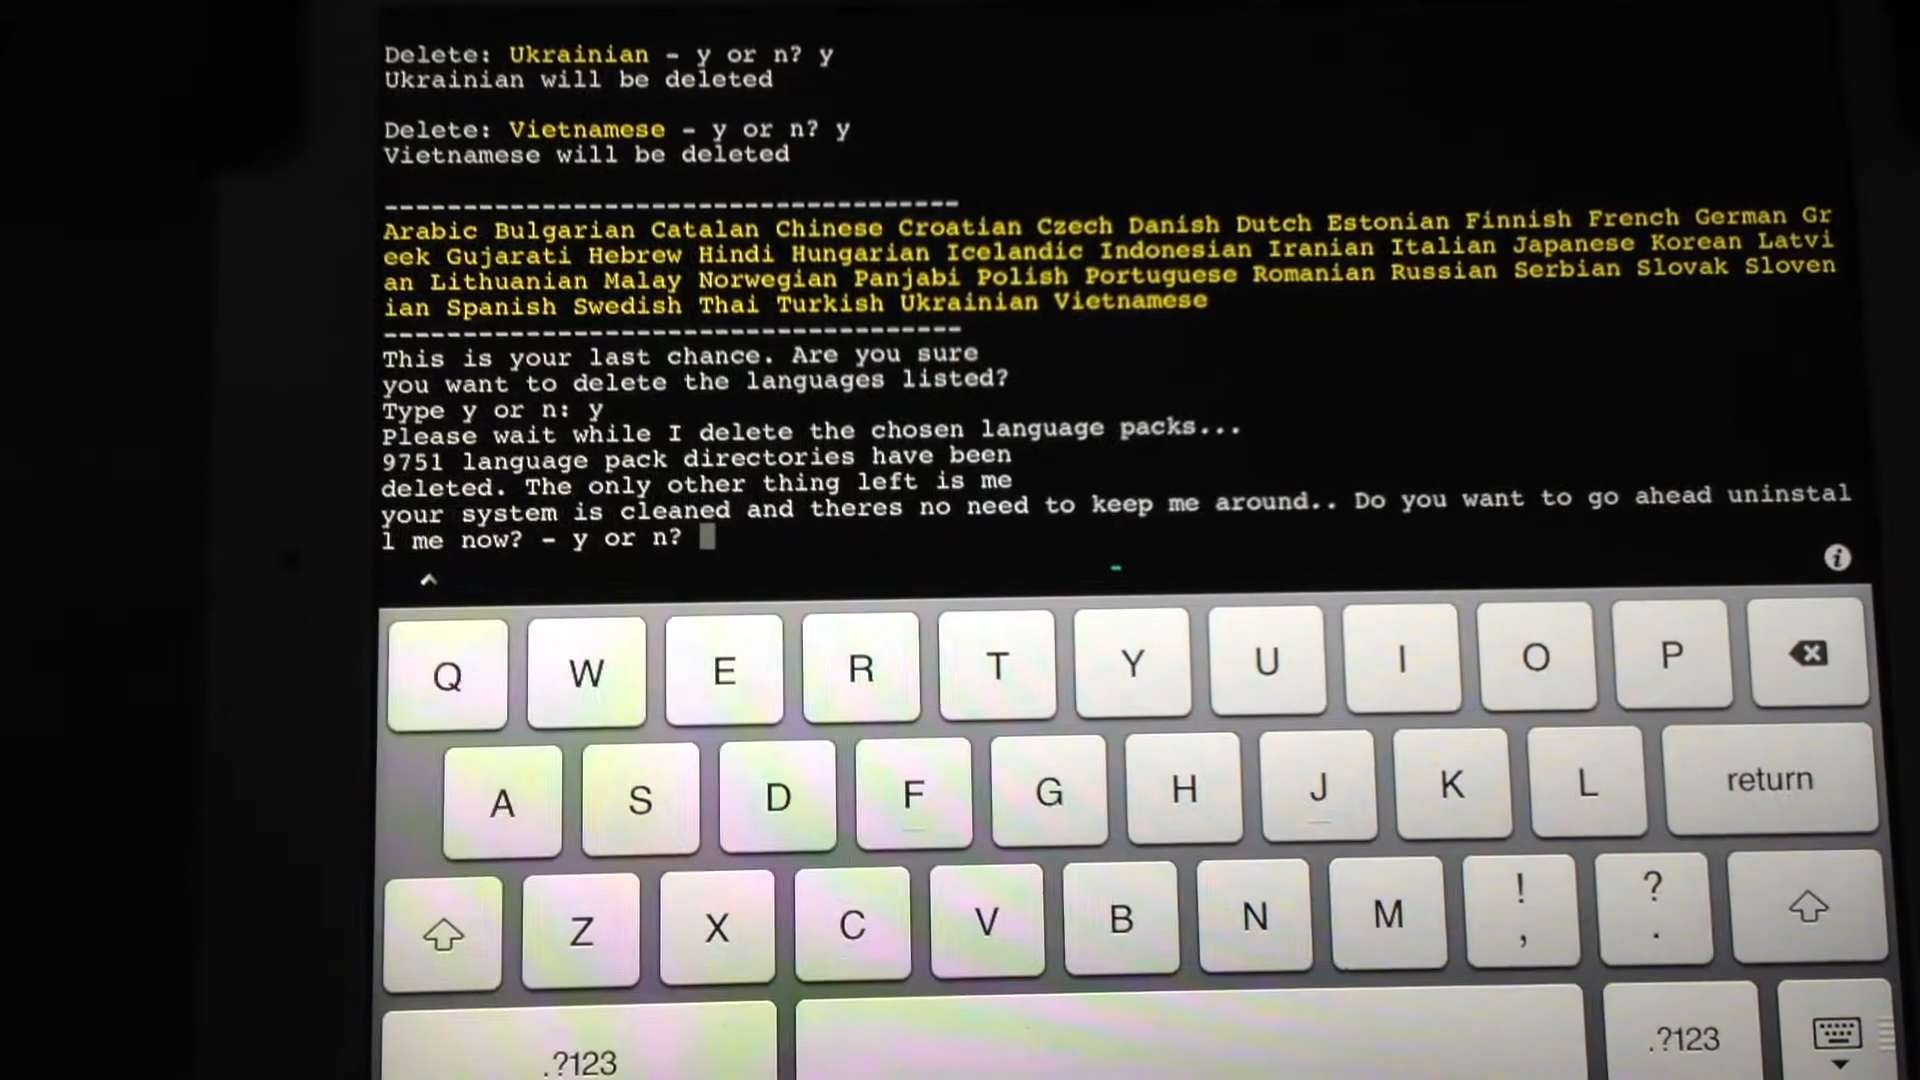 Delete: Ukrainian - y or n? y
Ukrainian will be deleted
Delete: Vietnamese - y or n? y
Vietnamese will be deleted
-------------------------------------
Arabic Bulgarian Catalan Chinese Croatian Czech Danish Dutch Estonian Finnish French German Gr
eek Gujarati Hebrew Hindi Hungarian Icelandic Indonesian Iranian Italian Japanese Korean Latvi
an Lithuanian Malay Norwegian Panjabi Polish Portuguese Romanian Russian Serbian Slovak Sloven
ian Spanish Swedish Thai Turkish Ukrainian Vietnamese
-------------------------------------
This is your last chance. Are you sure
you want to delete the languages listed?
Type y or n: y
Please wait while I delete the chosen language packs...
9751 language pack directories have been
deleted. The only other thing left is me
your system is cleaned and theres no need to keep me around.. Do you want to go ahead uninstal
l me now? - y or n?
Q W E R T Y U I O P
A S D F G H J K L return
Z X C V B N M ! , ? .
.?123 .?123